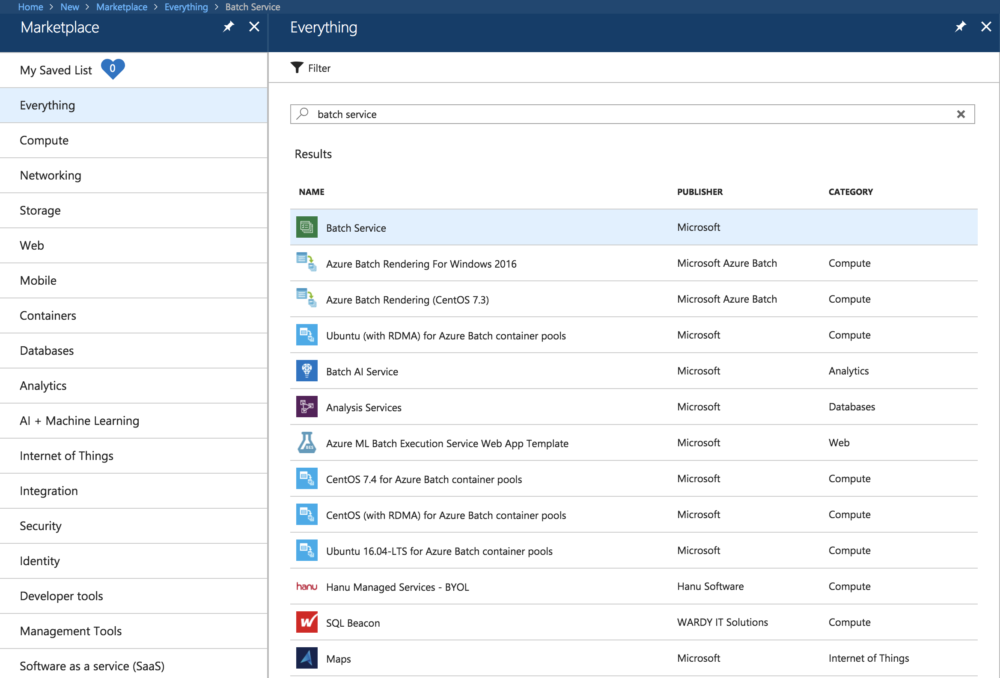 Home > New > Marketplace > Everything > Batch Service
Marketplace
My Saved List 0
Everything
Compute
Networking
Storage
Web
Mobile
Containers
Databases
Analytics
AI + Machine Learning
Internet of Things
Integration
Security
Identity
Developer tools
Management Tools
Software as a service (SaaS)
Everything
Filter
batch service
Results
NAME PUBLISHER CATEGORY
Batch Service Microsoft
Azure Batch Rendering For Windows 2016 Microsoft Azure Batch Compute
Azure Batch Rendering (CentOS 7.3) Microsoft Azure Batch Compute
Ubuntu (with RDMA) for Azure Batch container pools Microsoft Compute
Batch AI Service Microsoft Analytics
Analysis Services Microsoft Databases
BES Azure ML Batch Execution Service Web App Template Microsoft Web
CentOS 7.4 for Azure Batch container pools Microsoft Compute
CentOS (with RDMA) for Azure Batch container pools Microsoft Compute
Ubuntu 16.04-LTS for Azure Batch container pools Microsoft Compute
hanu Hanu Managed Services - BYOL Hanu Software Compute
W SQL Beacon WARDY IT Solutions Compute
Maps Microsoft Internet of Things